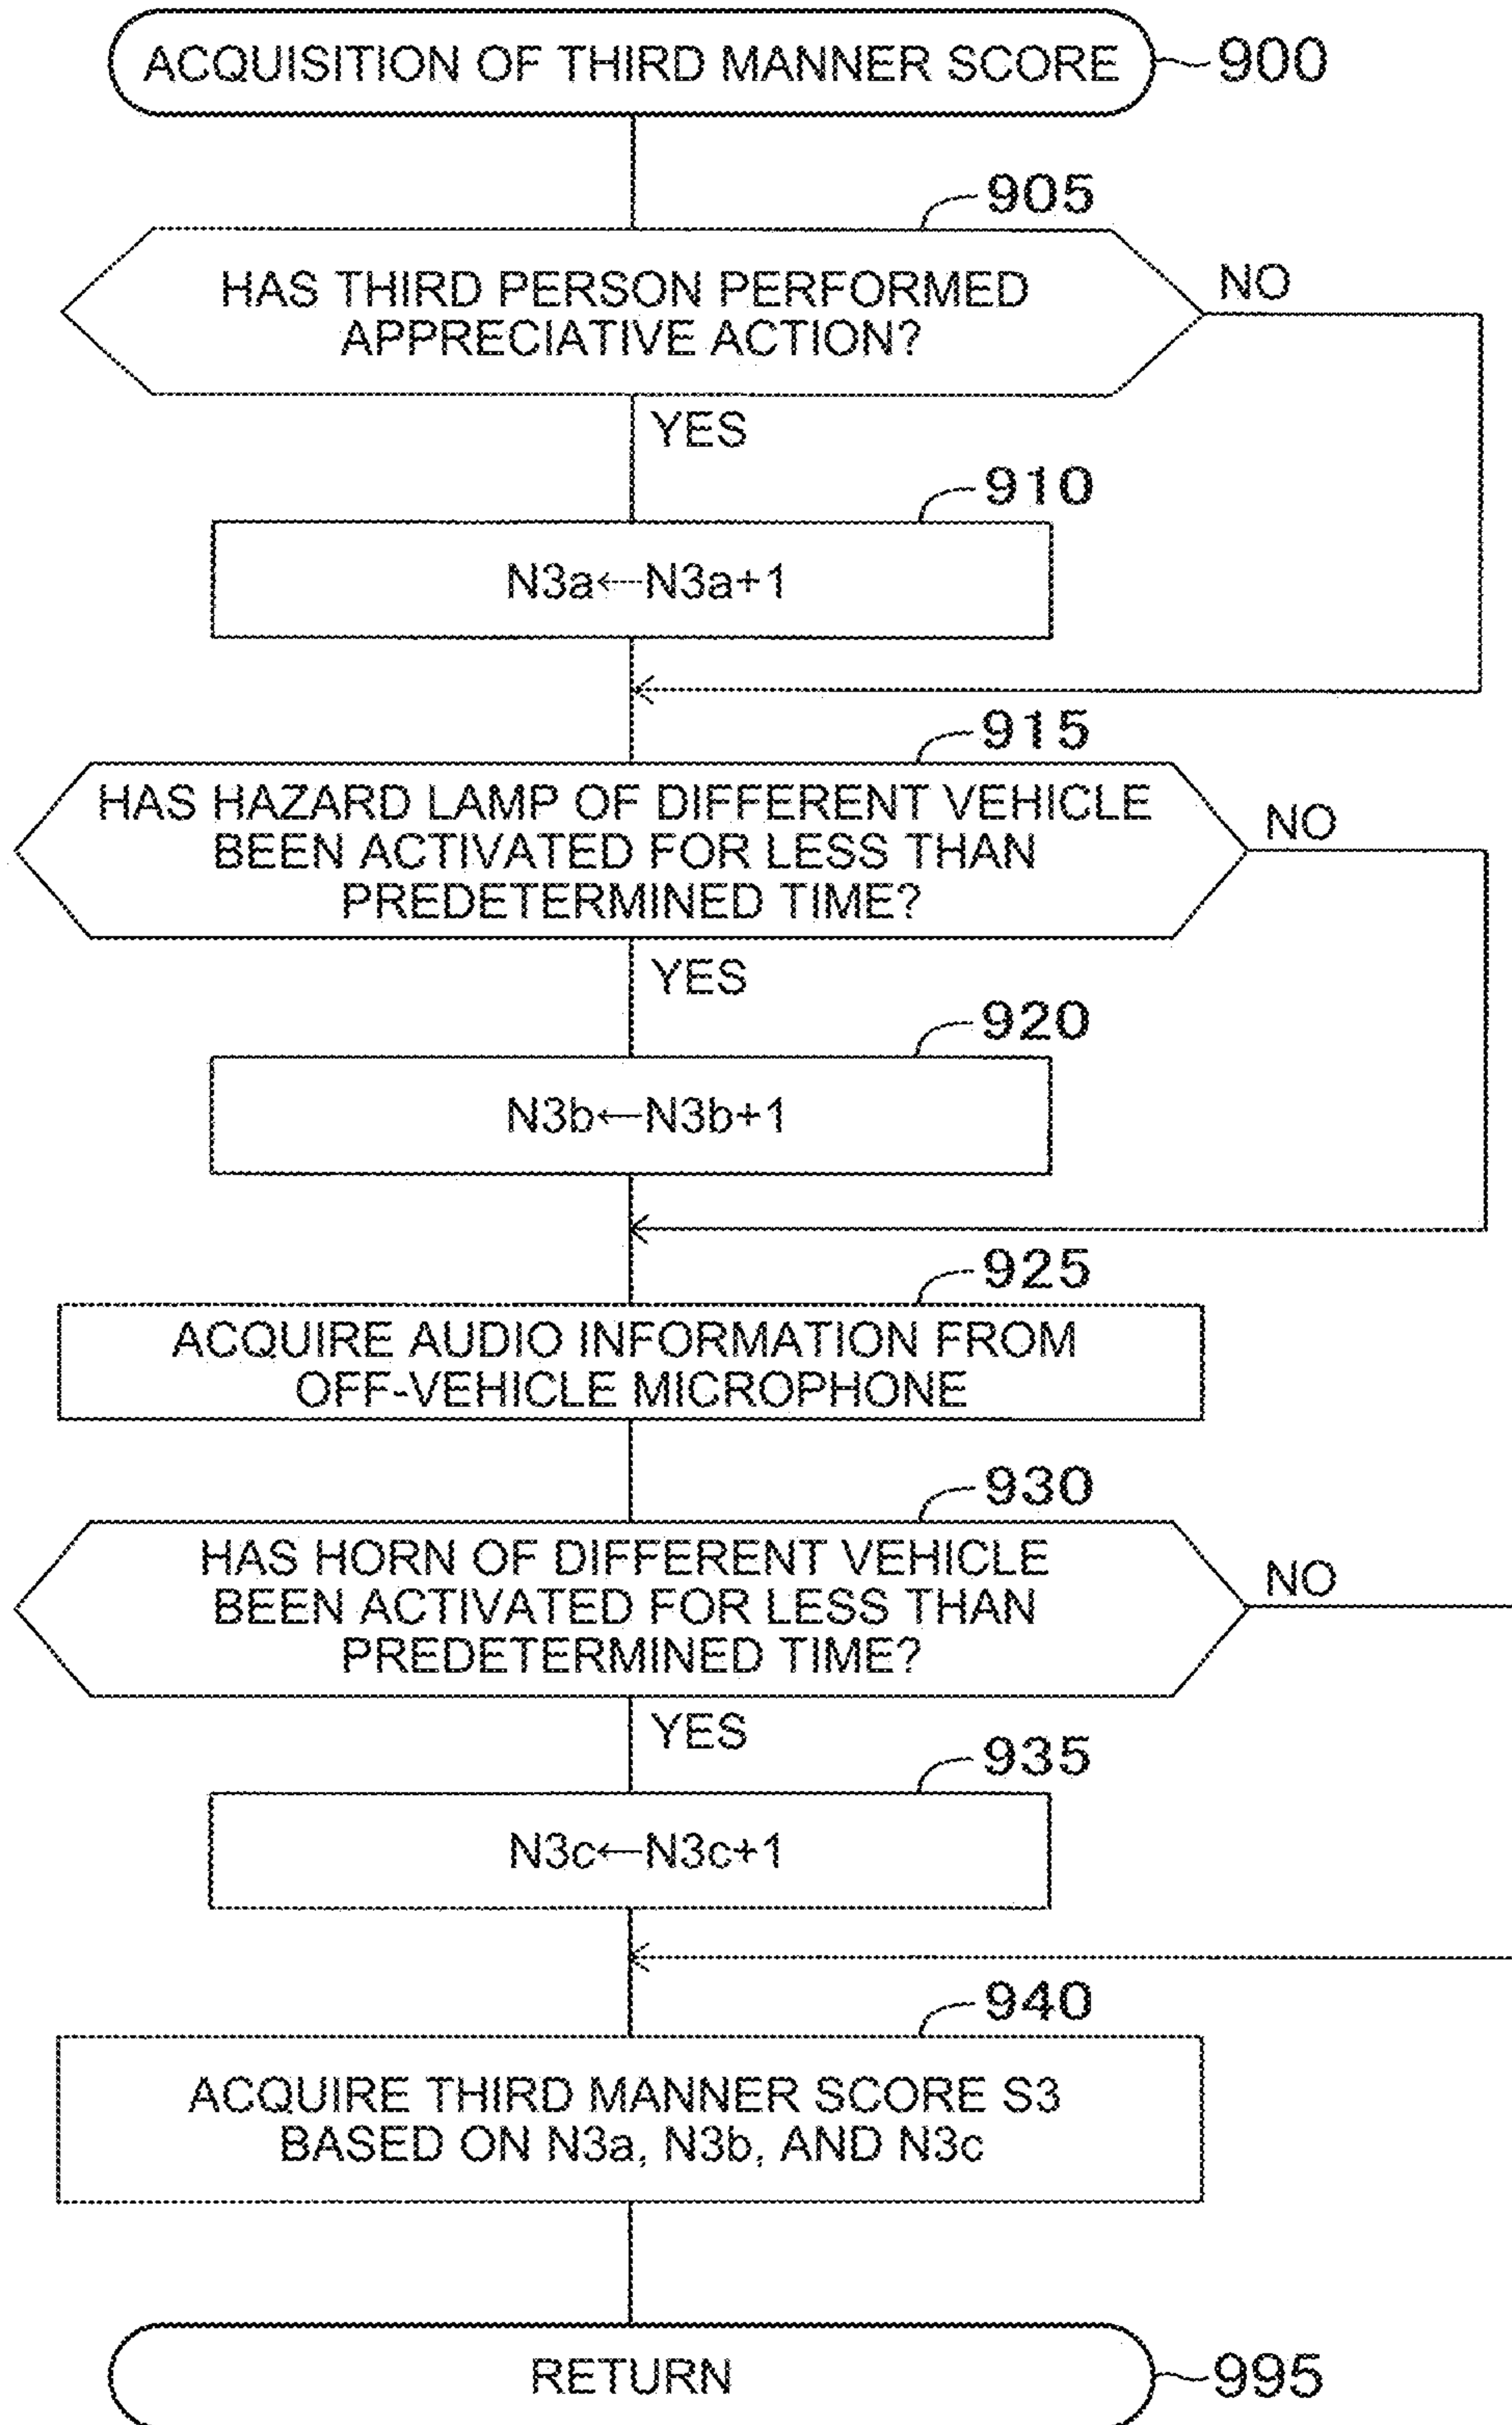 ACQUISITION OF THIRD MANNER SCORE
900
905
HAS THIRD PERSON PERFORMED
APPRECIATIVE ACTION?
NO
YES
910
N3a←N3a+1
915
HAS HAZARD LAMP OF DIFFERENT VEHICLE
BEEN ACTIVATED FOR LESS THAN
PREDETERMINED TIME?
NO
YES
920
N3b←N3b+1
925
ACQUIRE AUDIO INFORMATION FROM
OFF-VEHICLE MICROPHONE
930
HAS HORN OF DIFFERENT VEHICLE
BEEN ACTIVATED FOR LESS THAN
PREDETERMINED TIME?
NO
YES
935
N3c←N3c+1
940
ACQUIRE THIRD MANNER SCORE S3
BASED ON N3a, N3b, AND N3c
RETURN
995